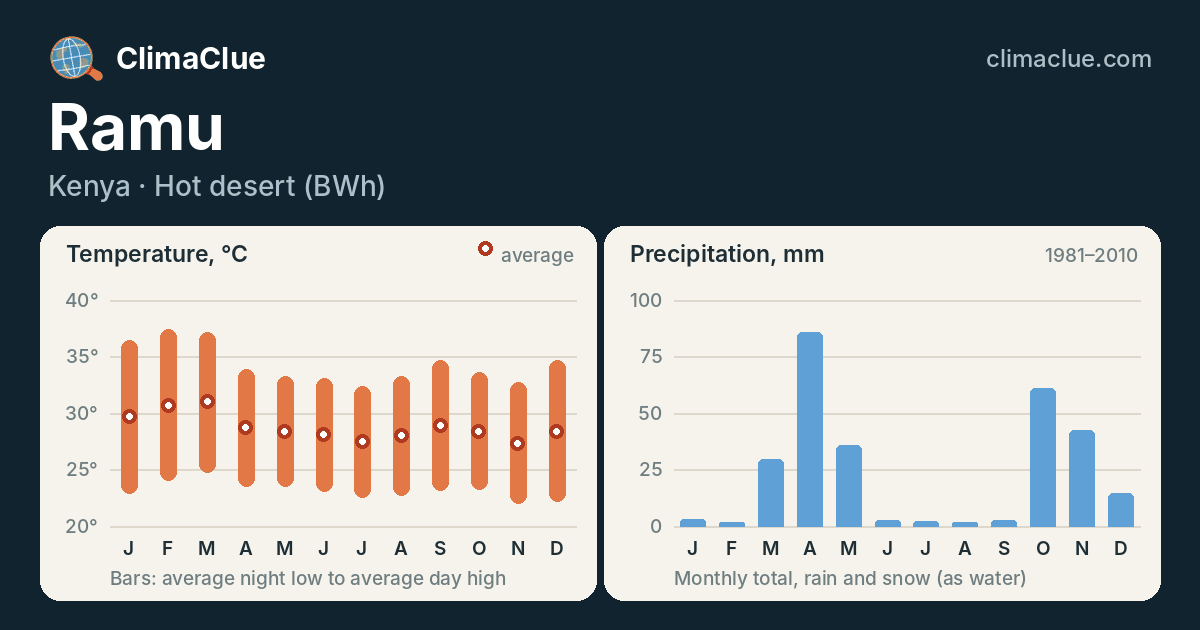 ClimaClue
climaclue.com
Ramu
Kenya · Hot desert (BWh)
Temperature, °C
average
40°
35°
30°
25°
20°
J F M A M J J A S O N D
Bars: average night low to average day high
Precipitation, mm
1981–2010
100
75
50
25
0
J F M A M J J A S O N D
Monthly total, rain and snow (as water)